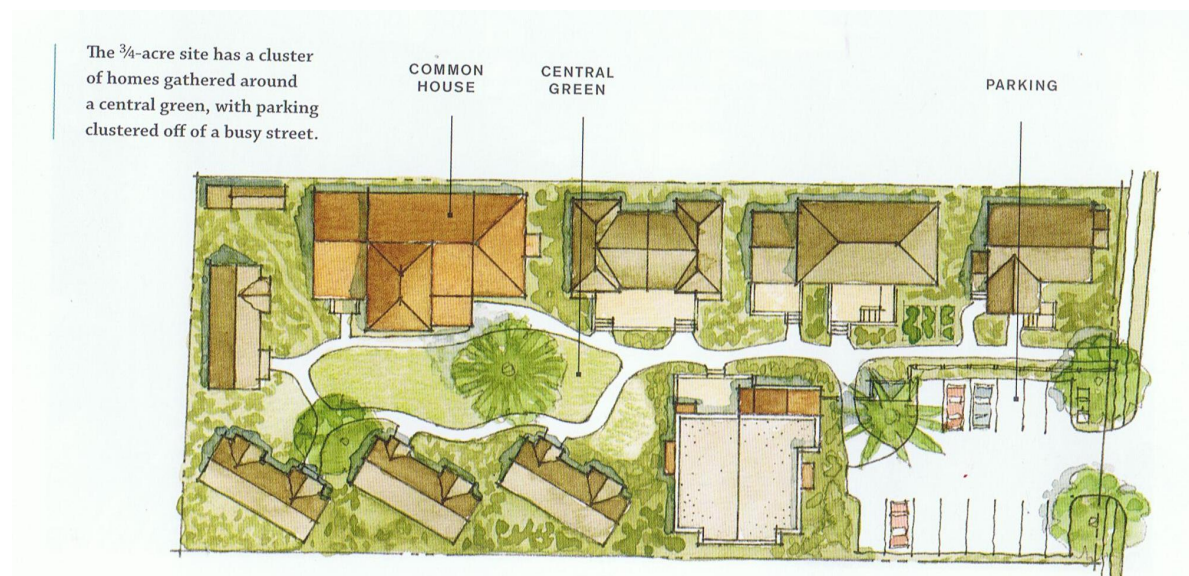 The ¾-acre site has a cluster
of homes gathered around
a central green, with parking
clustered off of a busy street.
COMMON
HOUSE
CENTRAL
GREEN
PARKING